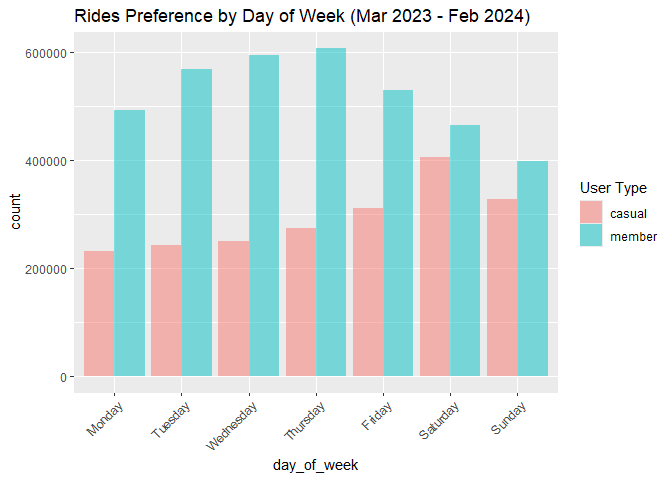 Rides Preference by Day of Week (Mar 2023 - Feb 2024)
600000
400000
200000
0
count
Monday
Tuesday
Wednesday
Thursday
Friday
Saturday
Sunday
day_of_week
User Type
casual
member